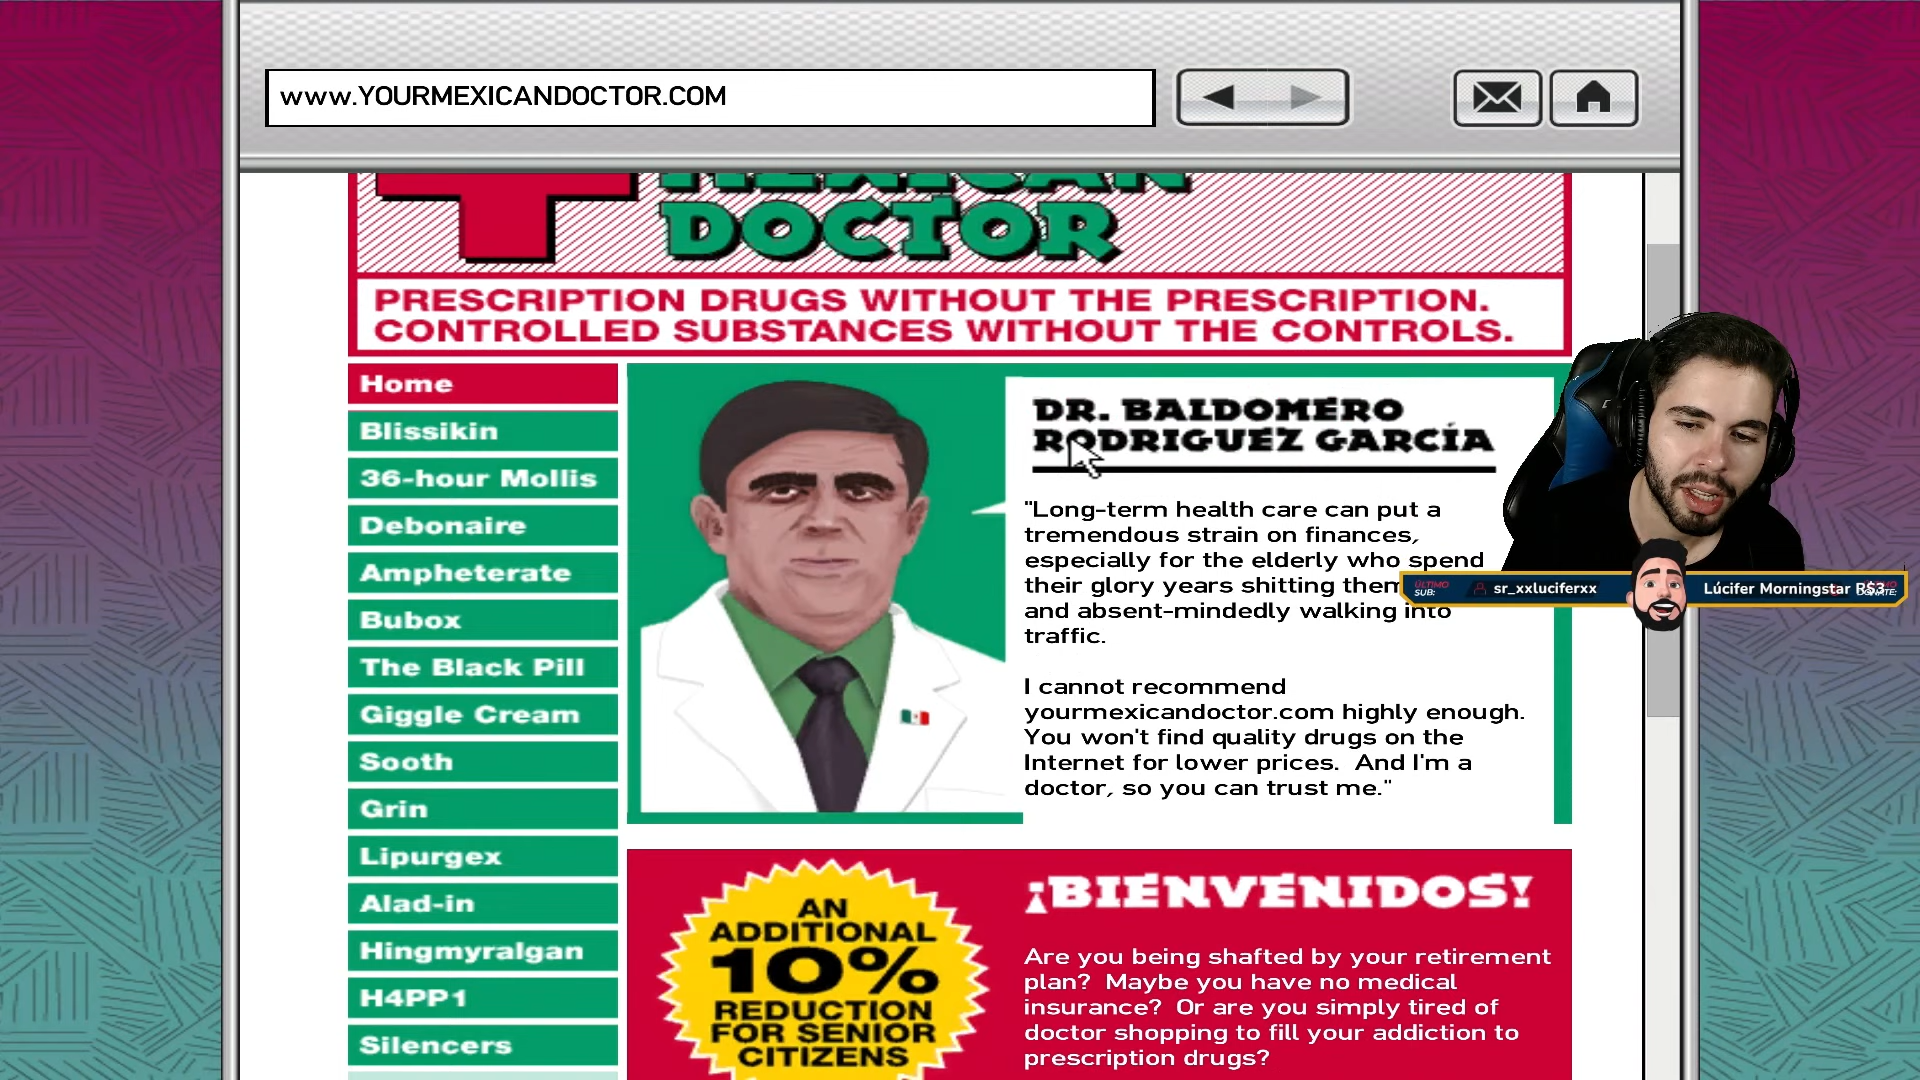 www.YOURMEXICANDOCTOR.COM
MEXICAN
DOCTOR
PRESCRIPTION DRUGS WITHOUT THE PRESCRIPTION.
CONTROLLED SUBSTANCES WITHOUT THE CONTROLS.
Home
Blissikin
36-hour Mollis
Debonaire
Ampheterate
Bubox
The Black Pill
Giggle Cream
Sooth
Grin
Lipurgex
Alad-in
Hingmyralgan
H4PP1
Silencers
DR. BALDOMERO
RODRIGUEZ GARCÍA
"Long-term health care can put a
tremendous strain on finances,
especially for the elderly who spend
their glory years shitting
and absent-mindedly walking into
traffic.
I cannot recommend
yourmexicandoctor.com highly enough.
You won't find quality drugs on the
Internet for lower prices. And I'm a
doctor, so you can trust me."
ÚLTIMO
SUB:
sr_xxluciferxx
Lúcifer Morningstar R$3
AN
ADDITIONAL
10%
REDUCTION
FOR SENIOR
CITIZENS
¡BIENVENIDOS!
Are you being shafted by your retirement
plan? Maybe you have no medical
insurance? Or are you simply tired of
doctor shopping to fill your addiction to
prescription drugs?